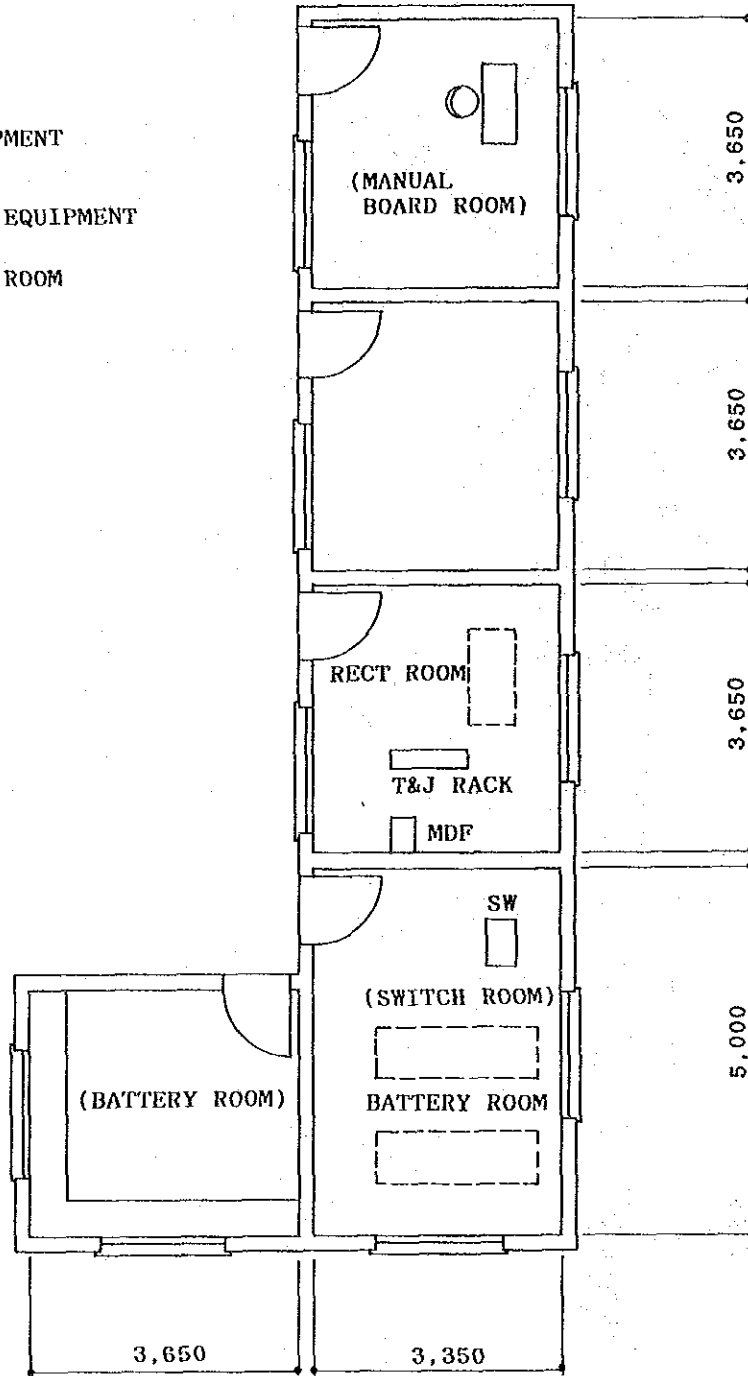 PMENT
EQUIPMENT
ROOM
(MANUAL
BOARD ROOM)
3,650
3,650
RECT ROOM
T&J RACK
MDF
3,650
SW
(SWITCH ROOM)
(BATTERY ROOM)
BATTERY ROOM
5,000
3,650
3,350